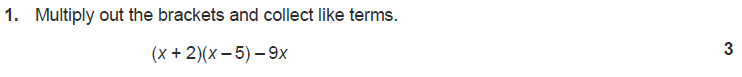 1. Multiply out the brackets and collect like terms.
(x + 2)(x – 5) – 9x 3